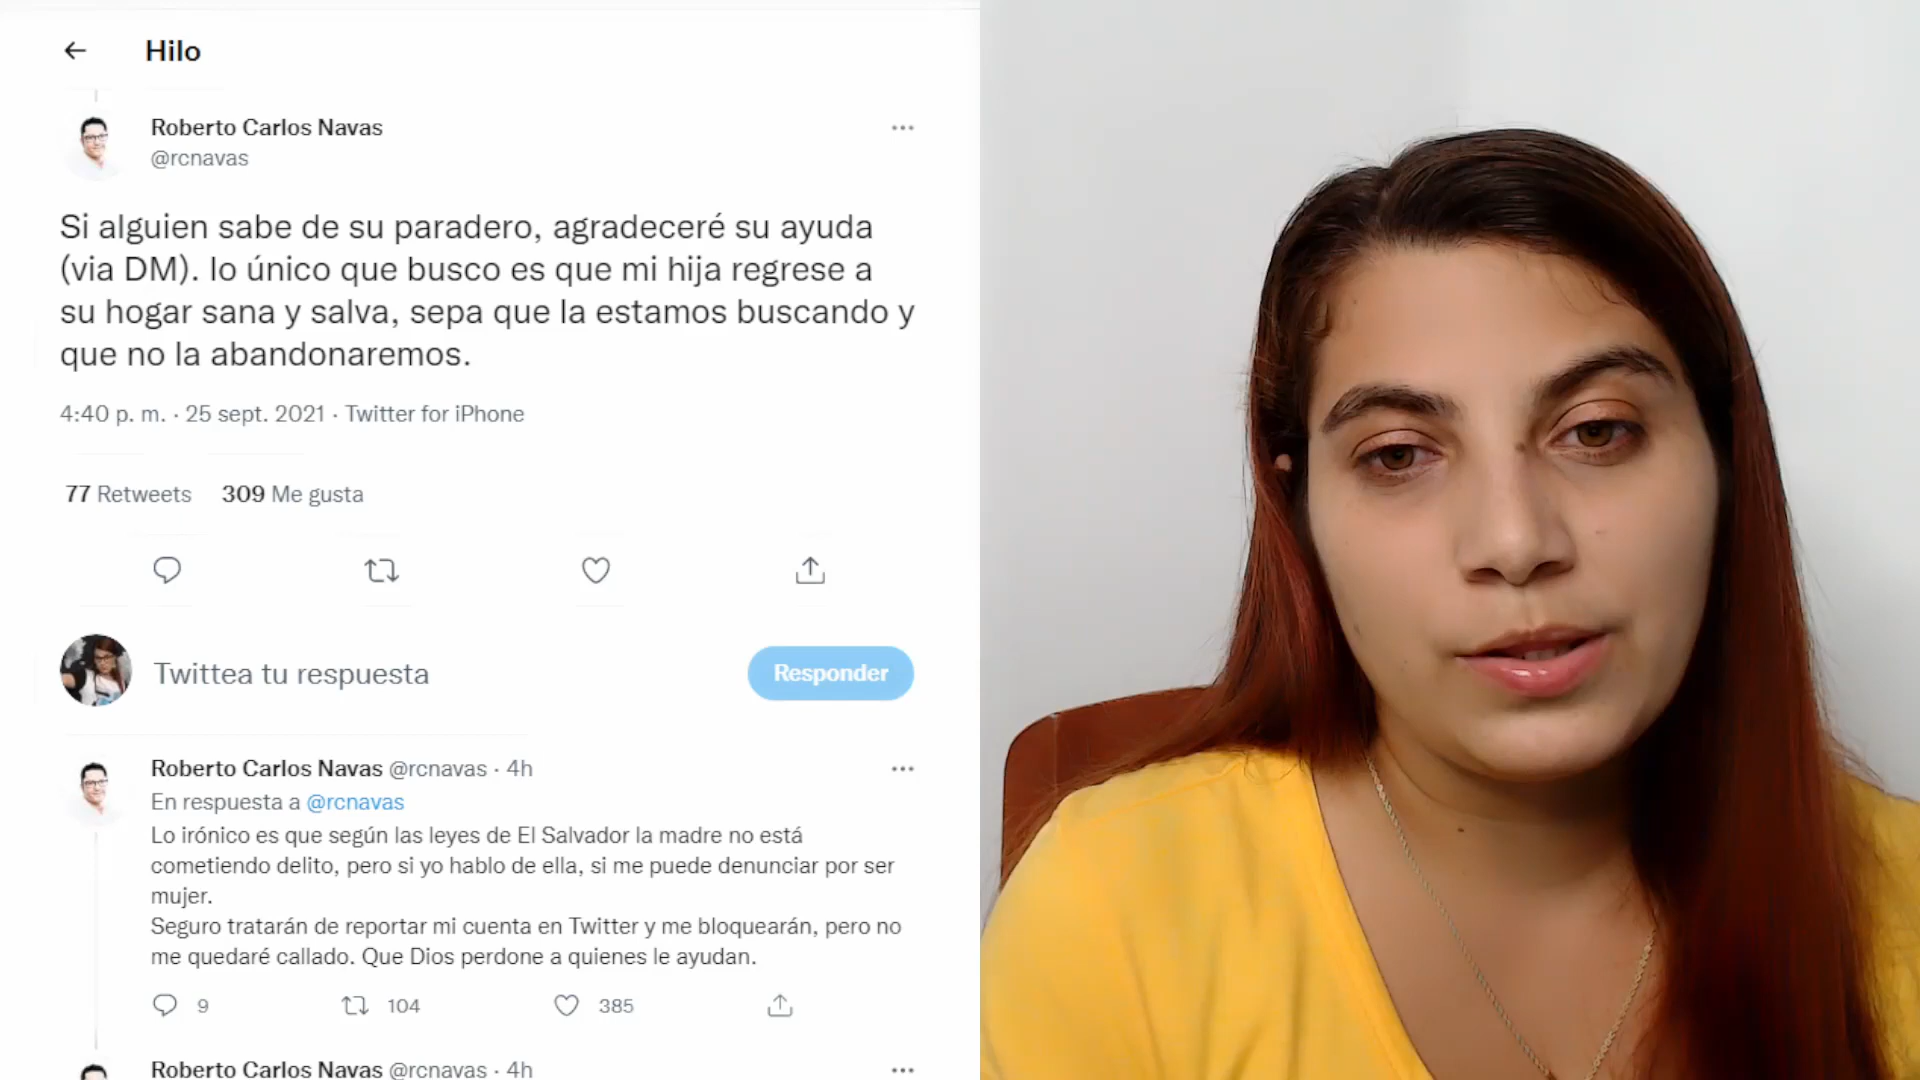 Hilo
Roberto Carlos Navas
@rcnavas
Si alguien sabe de su paradero, agradeceré su ayuda
(via DM). lo único que busco es que mi hija regrese a
su hogar sana y salva, sepa que la estamos buscando y
que no la abandonaremos.
4:40 p. m. · 25 sept. 2021 · Twitter for iPhone
77 Retweets 309 Me gusta
Twittea tu respuesta
Responder
Roberto Carlos Navas @rcnavas · 4h
En respuesta a @rcnavas
Lo irónico es que según las leyes de El Salvador la madre no está
cometiendo delito, pero si yo hablo de ella, si me puede denunciar por ser
mujer.
Seguro tratarán de reportar mi cuenta en Twitter y me bloquearán, pero no
me quedaré callado. Que Dios perdone a quienes le ayudan.
9 104 385
Roberto Carlos Navas @rcnavas · 4h